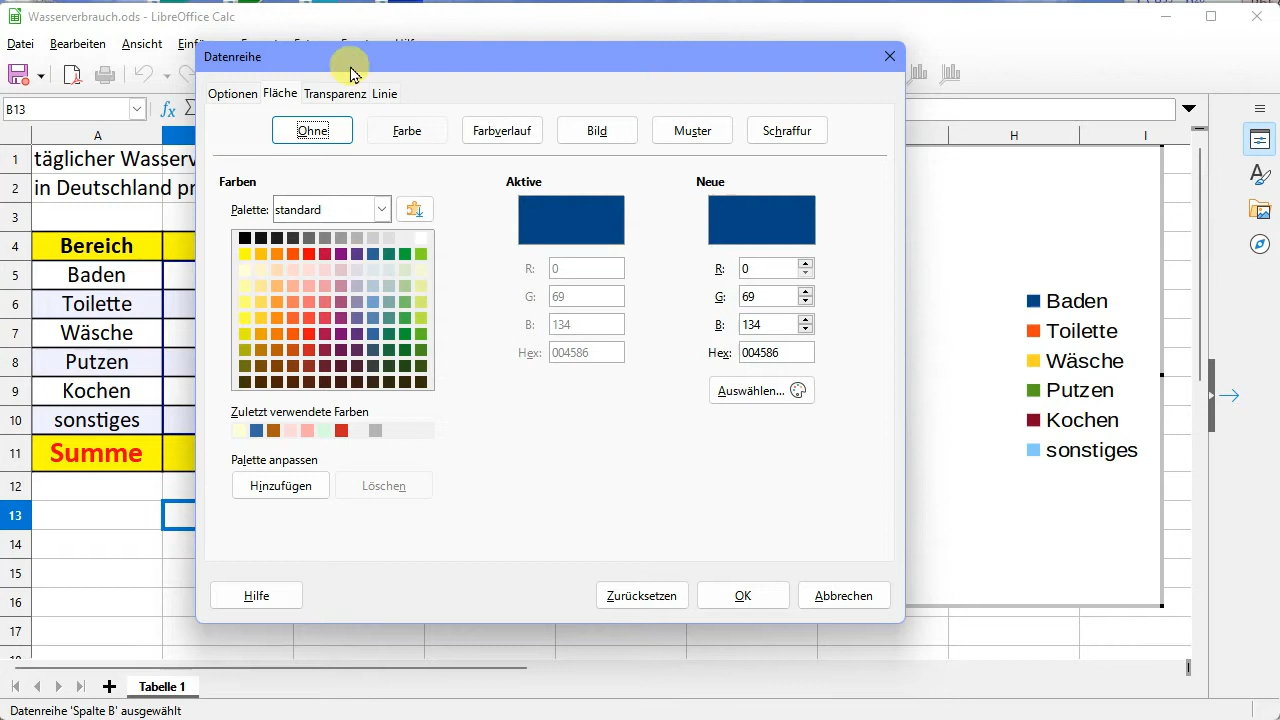 Wasserverbrauch.ods - LibreOffice Calc
Datei Bearbeiten Ansicht
Datenreihe
B13
Optionen Fläche Transparenz Linie
Ohne Farbe Farbverlauf Bild Muster Schraffur
A H I
1 täglicher Wasserv
2 in Deutschland pr
3
4 Bereich
5 Baden
6 Toilette
7 Wäsche
8 Putzen
9 Kochen
10 sonstiges
11 Summe
12
13
14
15
16
17
Farben
Palette: standard
Zuletzt verwendete Farben
Palette anpassen
Hinzufügen Löschen
Aktive
R: 0
G: 69
B: 134
Hex: 004586
Neue
R: 0
G: 69
B: 134
Hex: 004586
Auswählen...
Hilfe Zurücksetzen OK Abbrechen
Baden
Toilette
Wäsche
Putzen
Kochen
sonstiges
Tabelle 1
Datenreihe 'Spalte B' ausgewählt